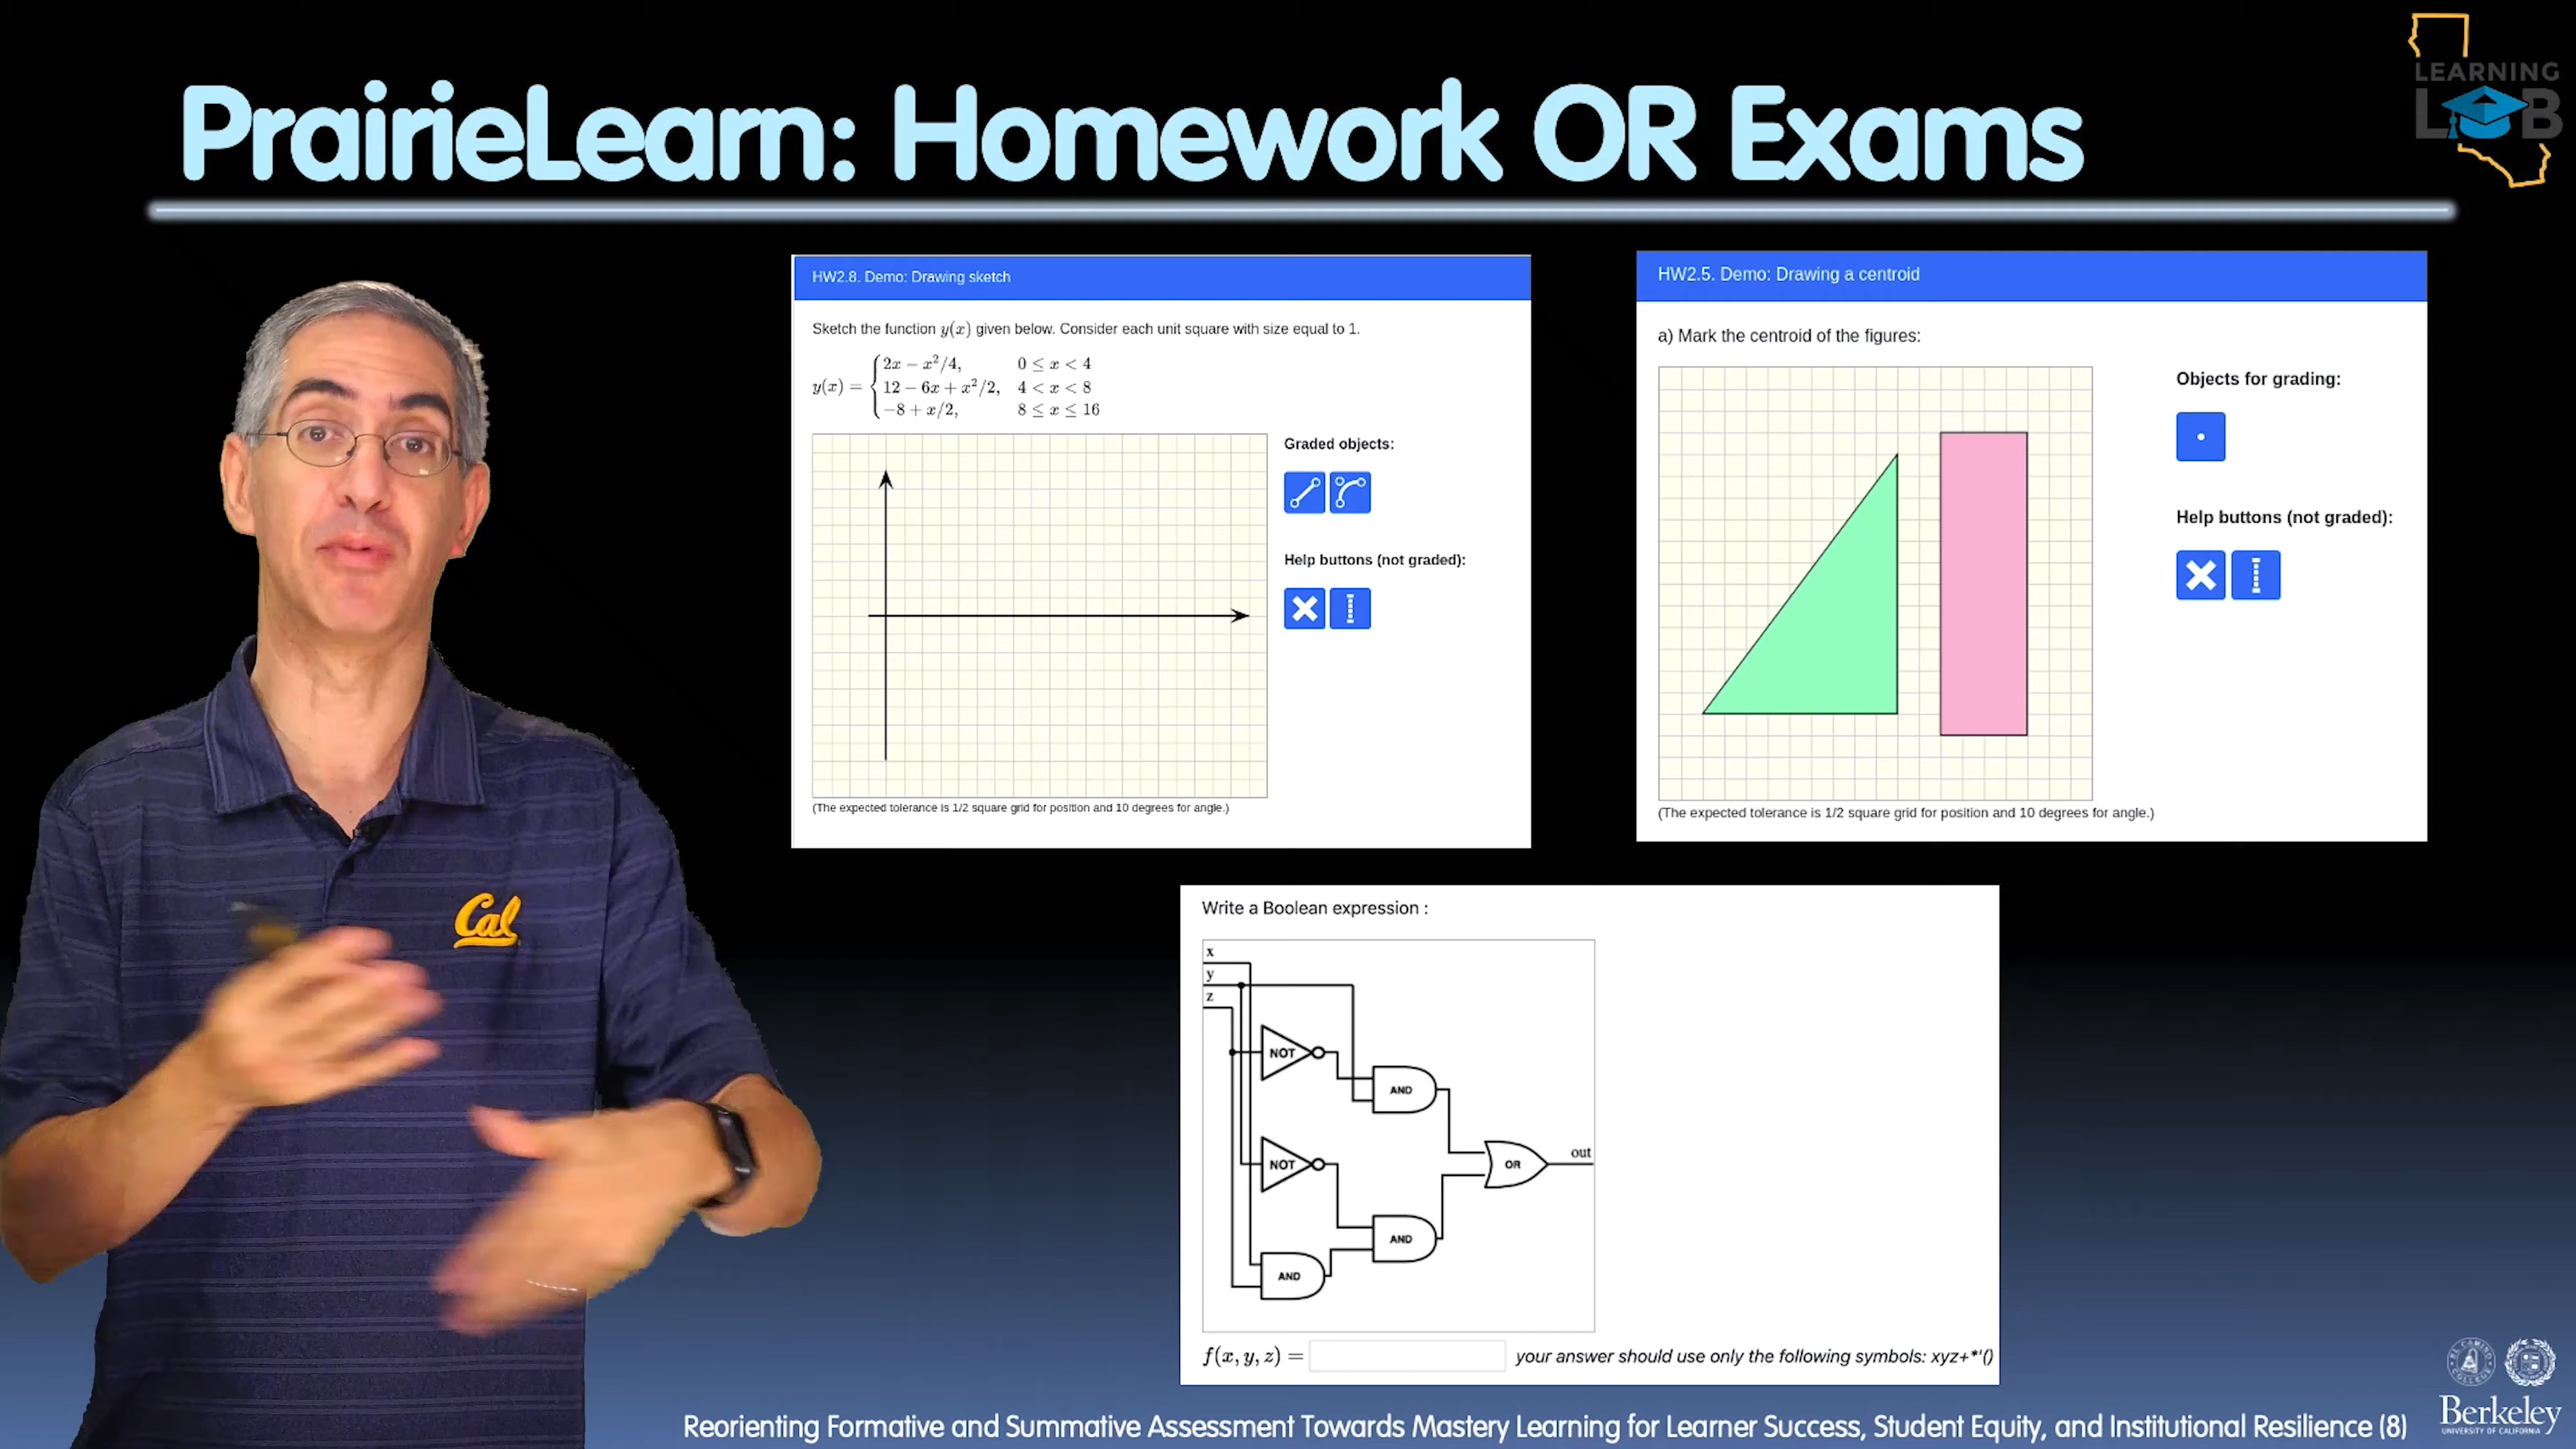 PrairieLearn: Homework OR Exams
LEARNING
LAB
HW2.8. Demo: Drawing sketch
Sketch the function y(x) given below. Consider each unit square with size equal to 1.
y(x) = { 2x − x²/4, 0 ≤ x < 4
12 − 6x + x²/2, 4 < x < 8
−8 + x/2, 8 ≤ x ≤ 16
Graded objects:
Help buttons (not graded):
(The expected tolerance is 1/2 square grid for position and 10 degrees for angle.)
HW2.5. Demo: Drawing a centroid
a) Mark the centroid of the figures:
Objects for grading:
Help buttons (not graded):
(The expected tolerance is 1/2 square grid for position and 10 degrees for angle.)
Cal
Write a Boolean expression :
x
y
z
NOT
AND
NOT
OR
out
AND
AND
f(x, y, z) =
your answer should use only the following symbols: xyz+*'()
Reorienting Formative and Summative Assessment Towards Mastery Learning for Learner Success, Student Equity, and Institutional Resilience (8)
Berkeley
UNIVERSITY OF CALIFORNIA